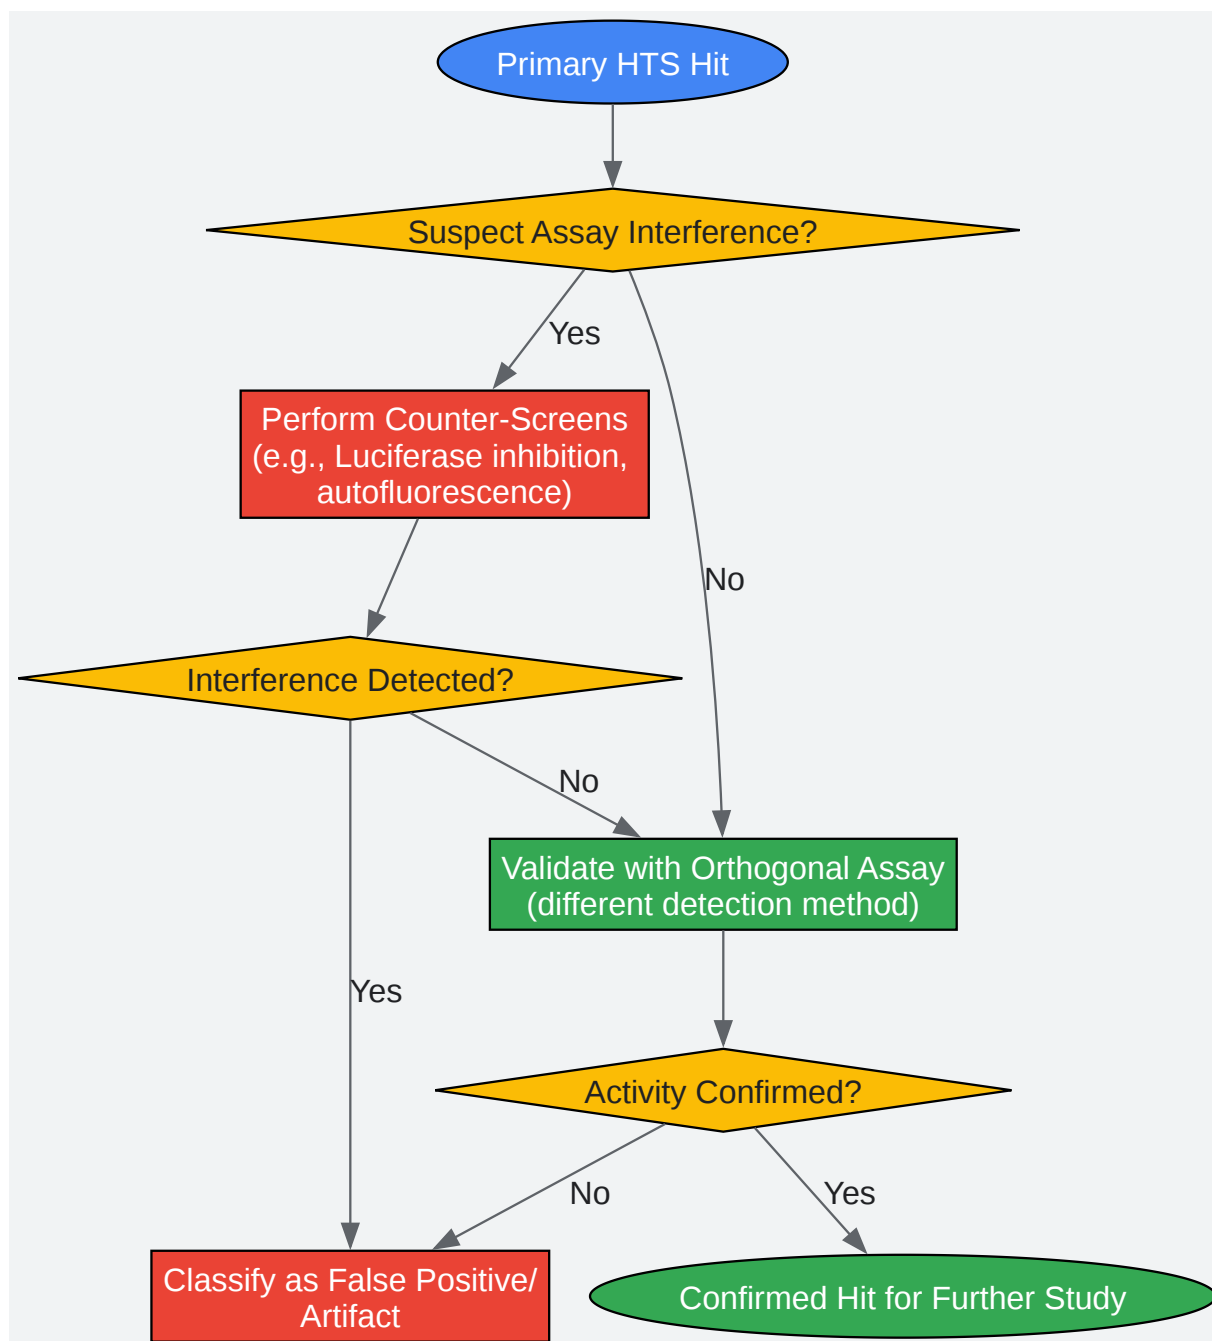 Primary HTS Hit
Suspect Assay Interference?
Yes
Perform Counter-Screens
(e.g., Luciferase inhibition,
autofluorescence)
No
Interference Detected?
No
Validate with Orthogonal Assay
(different detection method)
Yes
Activity Confirmed?
No
Yes
Classify as False Positive/
Artifact
Confirmed Hit for Further Study